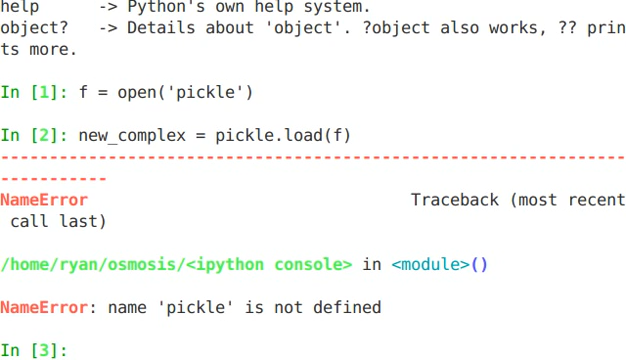 help      -> Python's own help system.
object?   -> Details about 'object'. ?object also works, ?? prin
ts more.
In [1]: f = open('pickle')
In [2]: new_complex = pickle.load(f)
---------------------------------------------------------------
-----------
NameError                                 Traceback (most recent
 call last)
/home/ryan/osmosis/<ipython console> in <module>()
NameError: name 'pickle' is not defined
In [3]: